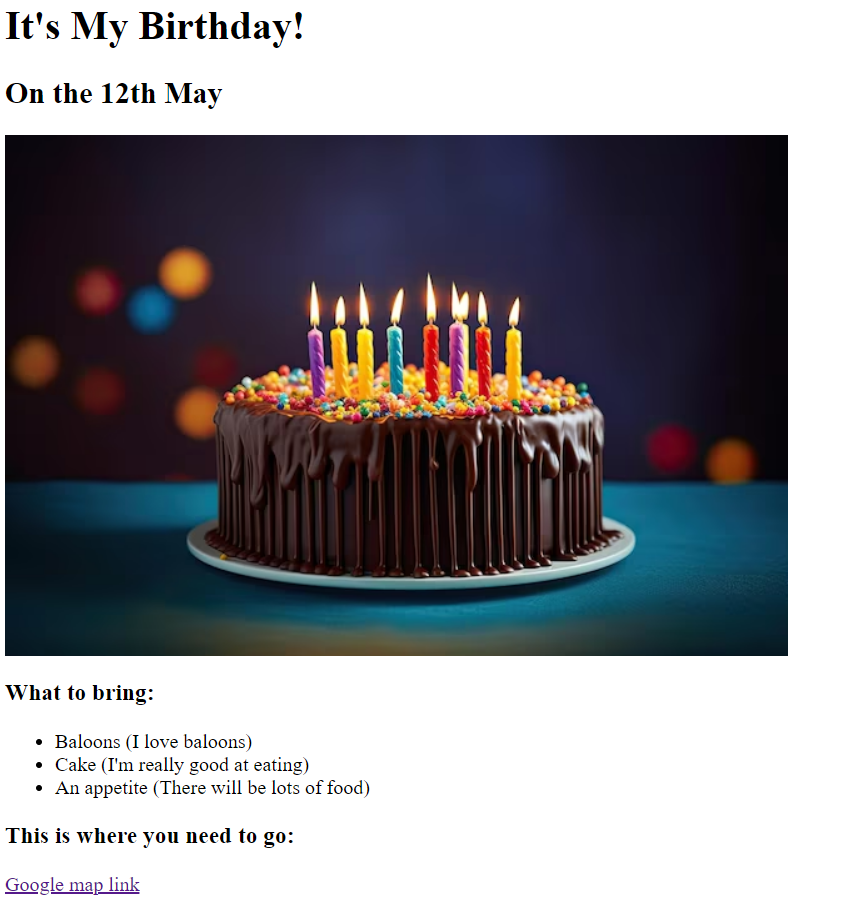 It's My Birthday!
On the 12th May
What to bring:
Baloons (I love baloons)
Cake (I'm really good at eating)
An appetite (There will be lots of food)
This is where you need to go:
Google map link